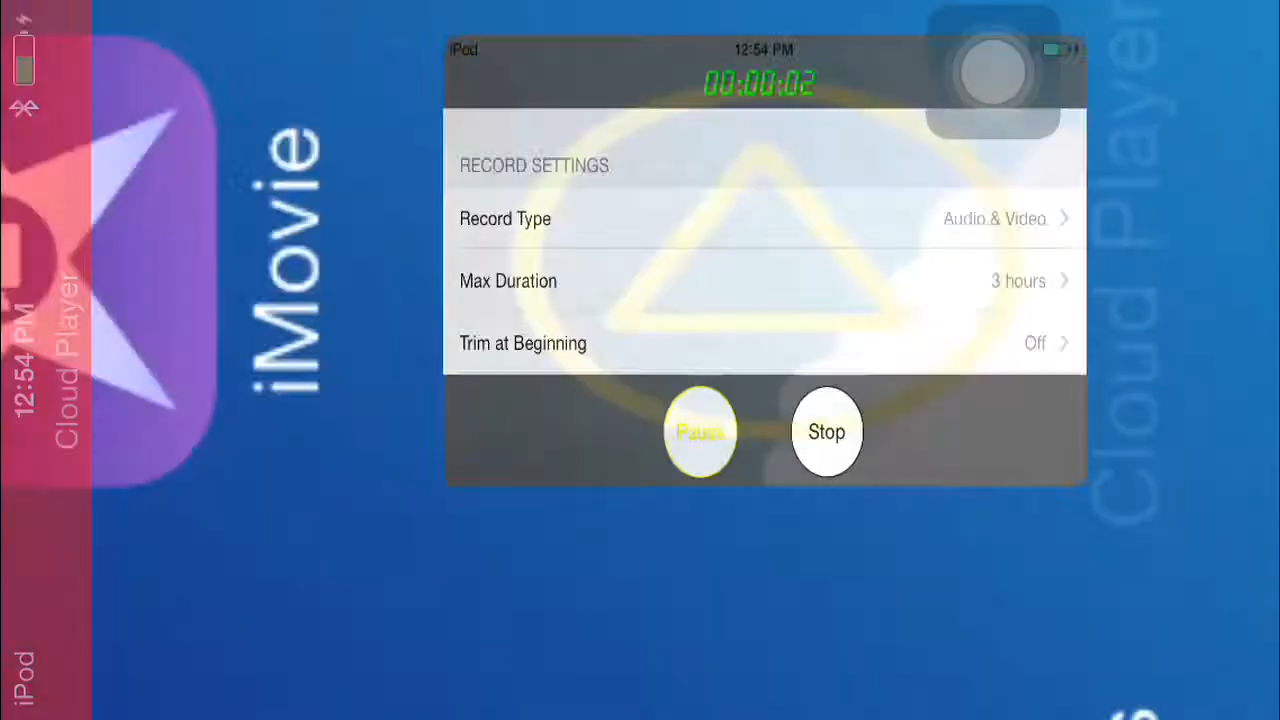 iPod
12:54 PM
00:00:02
RECORD SETTINGS
Record Type
Audio & Video
Max Duration
3 hours
Trim at Beginning
Off
Pause
Stop
iMovie
Cloud Player
iPod
12:54 PM
Cloud Player